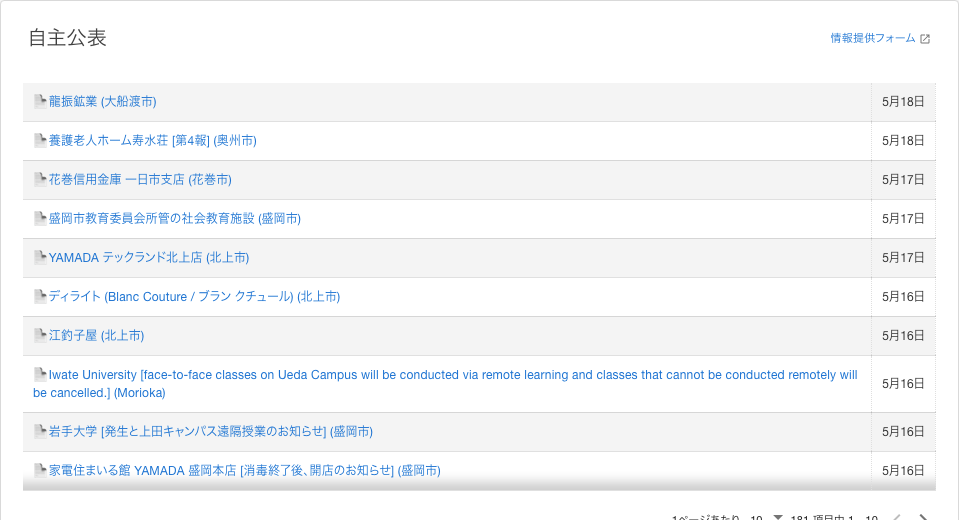 自主公表
情報提供フォーム
龍振鉱業 (大船渡市) 5月18日
養護老人ホーム寿水荘 [第4報] (奥州市) 5月18日
花巻信用金庫 一日市支店 (花巻市) 5月17日
盛岡市教育委員会所管の社会教育施設 (盛岡市) 5月17日
YAMADA テックランド北上店 (北上市) 5月17日
ディライト (Blanc Couture / ブラン クチュール) (北上市) 5月16日
江釣子屋 (北上市) 5月16日
Iwate University [face-to-face classes on Ueda Campus will be conducted via remote learning and classes that cannot be conducted remotely will
be cancelled.] (Morioka) 5月16日
岩手大学 [発生と上田キャンパス遠隔授業のお知らせ] (盛岡市) 5月16日
家電住まいる館 YAMADA 盛岡本店 [消毒終了後、開店のお知らせ] (盛岡市) 5月16日
1ページあたり 10 181 項目中 1 - 10